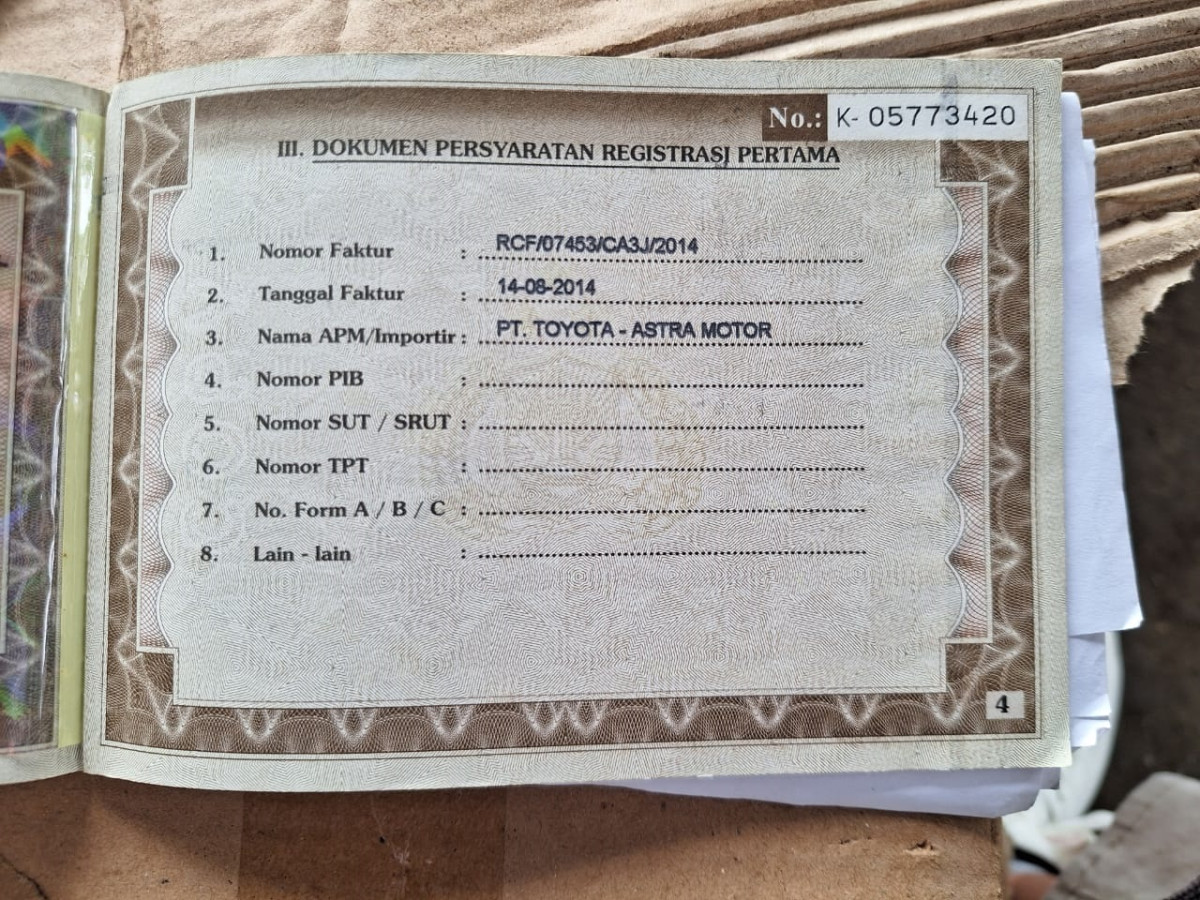 No.: K- 05773420
III. DOKUMEN PERSYARATAN REGISTRASI PERTAMA
1. Nomor Faktur : RCF/07453/CA3J/2014
2. Tanggal Faktur : 14-08-2014
3. Nama APM/Importir : PT. TOYOTA - ASTRA MOTOR
4. Nomor PIB :
5. Nomor SUT / SRUT :
6. Nomor TPT :
7. No. Form A / B / C :
8. Lain - lain :
4